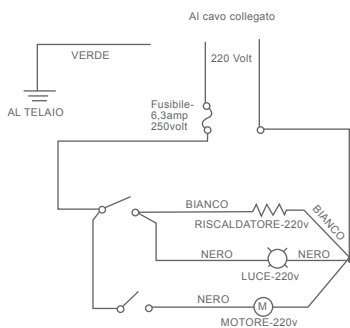 Al cavo collegato
VERDE
220 Volt
Fusibile-
6,3amp
250volt
AL TELAIO
BIANCO
RISCALDATORE-220v
BIANCO
NERO
NERO
LUCE-220v
NERO
M
MOTORE-220v